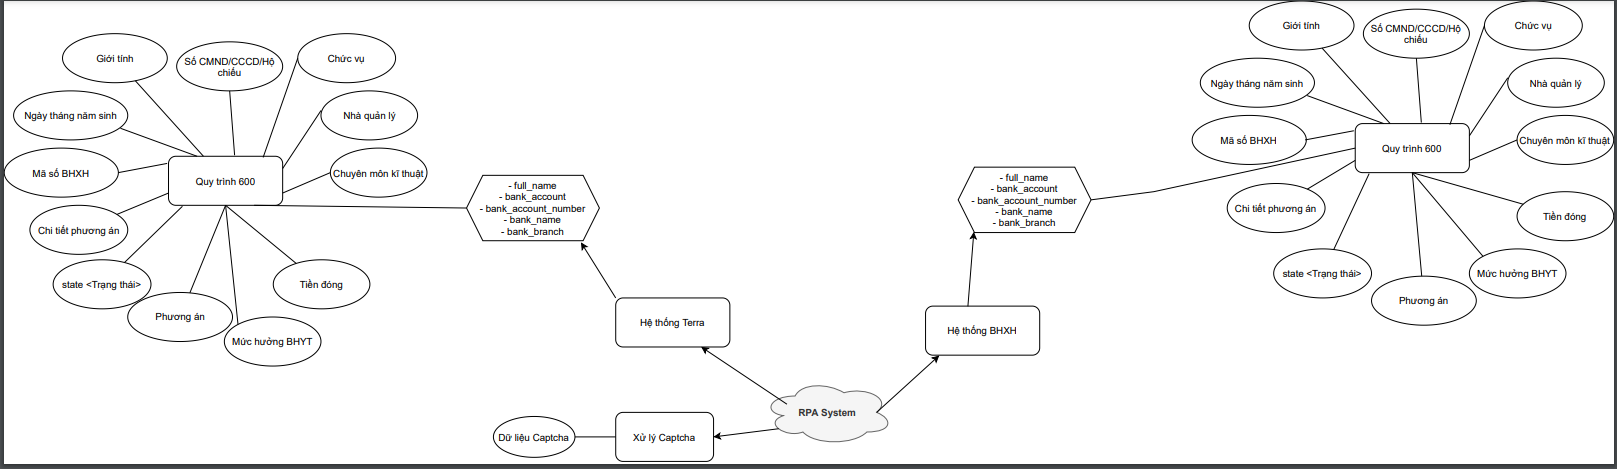 Giới tính
Số CMND/CCCD/Hộ
chiếu
Chức vụ
Ngày tháng năm sinh
Nhà quản lý
Mã số BHXH
Quy trình 600
Chuyên môn kĩ thuật
Chi tiết phương án
state <Trạng thái>
Phương án
Mức hưởng BHYT
Tiền đóng
- full_name
- bank_account
- bank_account_number
- bank_name
- bank_branch
Hệ thống Terra
Dữ liệu Captcha
Xử lý Captcha
RPA System
Hệ thống BHXH
- full_name
- bank_account
- bank_account_number
- bank_name
- bank_branch
Giới tính
Số CMND/CCCD/Hộ
chiếu
Chức vụ
Ngày tháng năm sinh
Nhà quản lý
Mã số BHXH
Quy trình 600
Chuyên môn kĩ thuật
Chi tiết phương án
Tiền đóng
state <Trạng thái>
Mức hưởng BHYT
Phương án